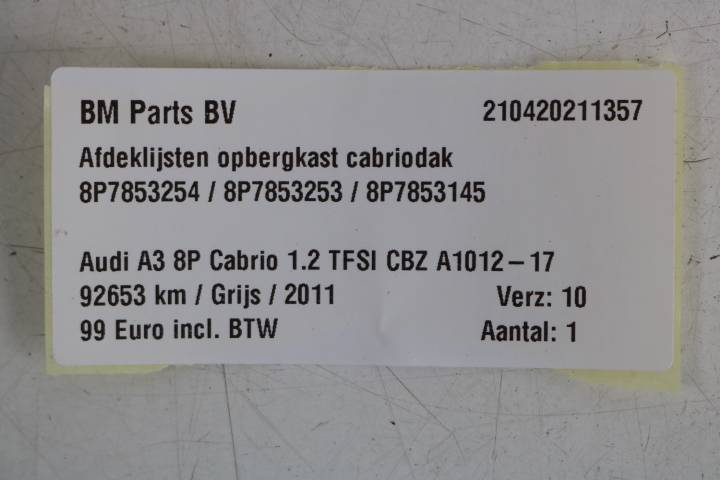 BM Parts BV 210420211357
Afdeklijsten opbergkast cabriodak
8P7853254 / 8P7853253 / 8P7853145
Audi A3 8P Cabrio 1.2 TFSI CBZ A1012-17
92653 km / Grijs / 2011 Verz: 10
99 Euro incl. BTW Aantal: 1